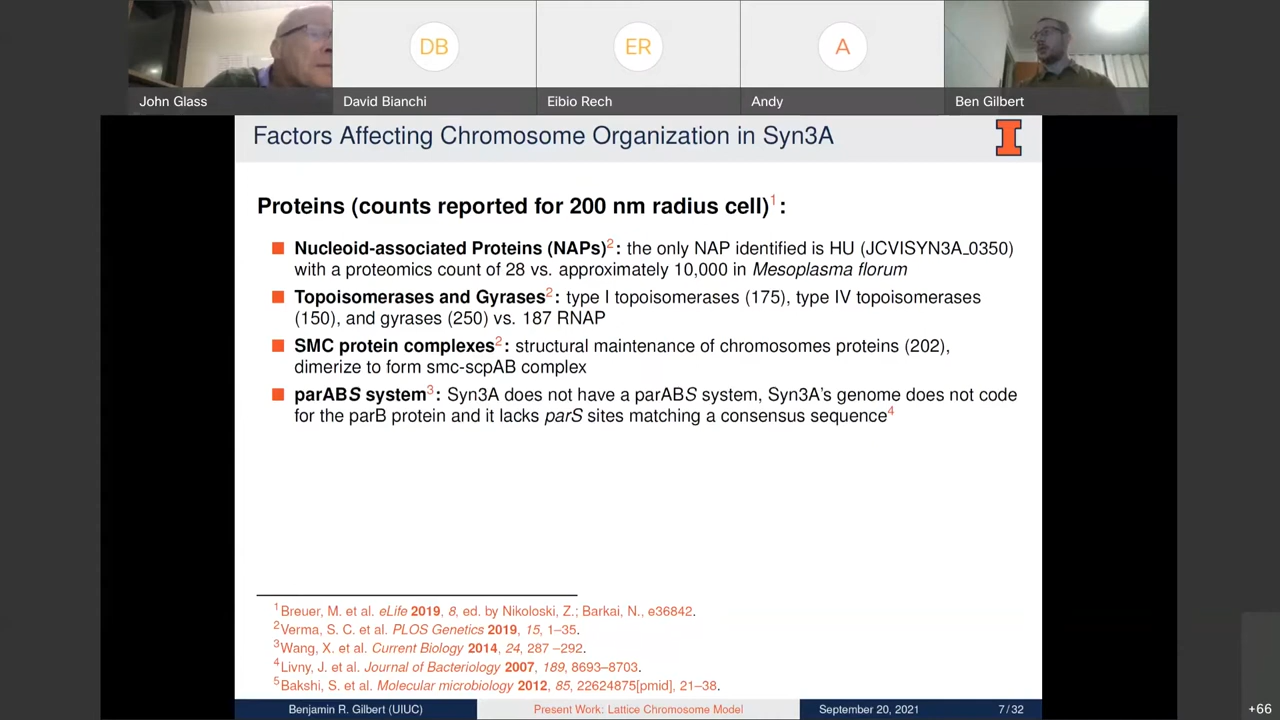 DB
ER
A
John Glass
David Bianchi
Eibio Rech
Andy
Ben Gilbert
Factors Affecting Chromosome Organization in Syn3A
I
Proteins (counts reported for 200 nm radius cell)1:
Nucleoid-associated Proteins (NAPs)2: the only NAP identified is HU (JCVISYN3A_0350)
with a proteomics count of 28 vs. approximately 10,000 in Mesoplasma florum
Topoisomerases and Gyrases2: type I topoisomerases (175), type IV topoisomerases
(150), and gyrases (250) vs. 187 RNAP
SMC protein complexes2: structural maintenance of chromosomes proteins (202),
dimerize to form smc-scpAB complex
parABS system3: Syn3A does not have a parABS system, Syn3A's genome does not code
for the parB protein and it lacks parS sites matching a consensus sequence4
1Breuer, M. et al. eLife 2019, 8, ed. by Nikoloski, Z.; Barkai, N., e36842.
2Verma, S. C. et al. PLOS Genetics 2019, 15, 1–35.
3Wang, X. et al. Current Biology 2014, 24, 287 –292.
4Livny, J. et al. Journal of Bacteriology 2007, 189, 8693–8703.
5Bakshi, S. et al. Molecular microbiology 2012, 85, 22624875[pmid], 21–38.
Benjamin R. Gilbert (UIUC)
Present Work: Lattice Chromosome Model
September 20, 2021
7 / 32
+66